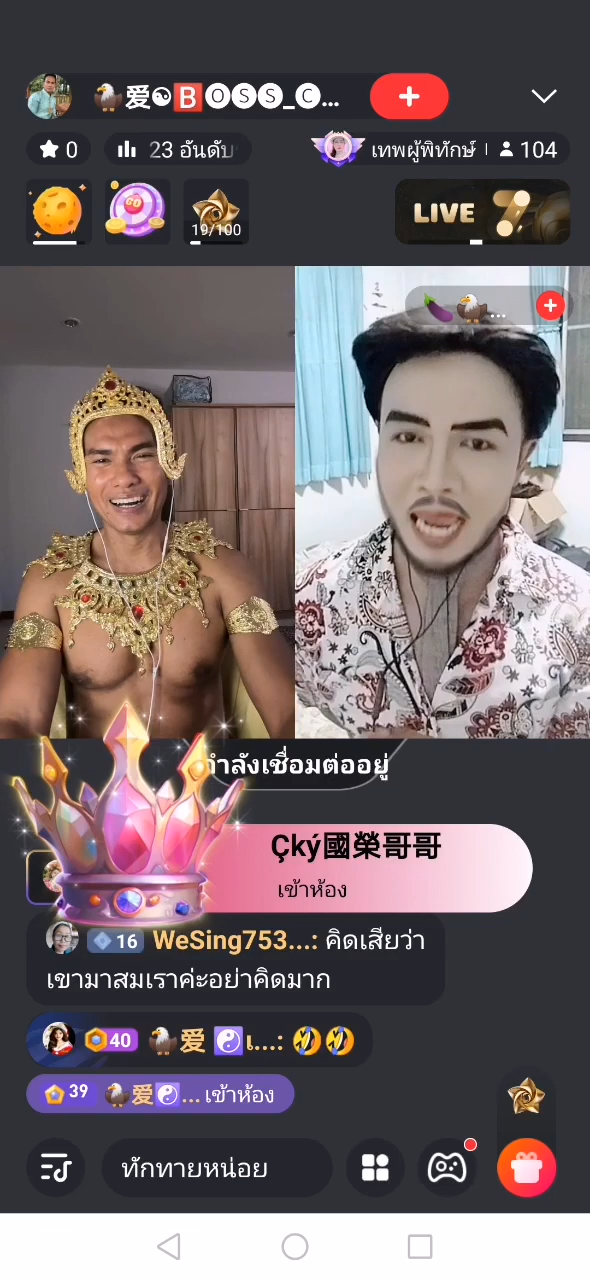 🦅爱☯🅱🅞🅢🅢_🅒...
0
23 อันดับ
เทพผู้พิทักษ์
104
GO
19/100
LIVE
🍆🦅...
กำลังเชื่อมต่ออยู่
Çký國榮哥哥
เข้าห้อง
16 WeSing753...: คิดเสียว่า
เขามาสมเราค่ะอย่าคิดมาก
40 🦅爱 ☯️เ...: 🤣🤣
39 🦅爱☯️... เข้าห้อง
ทักทายหน่อย